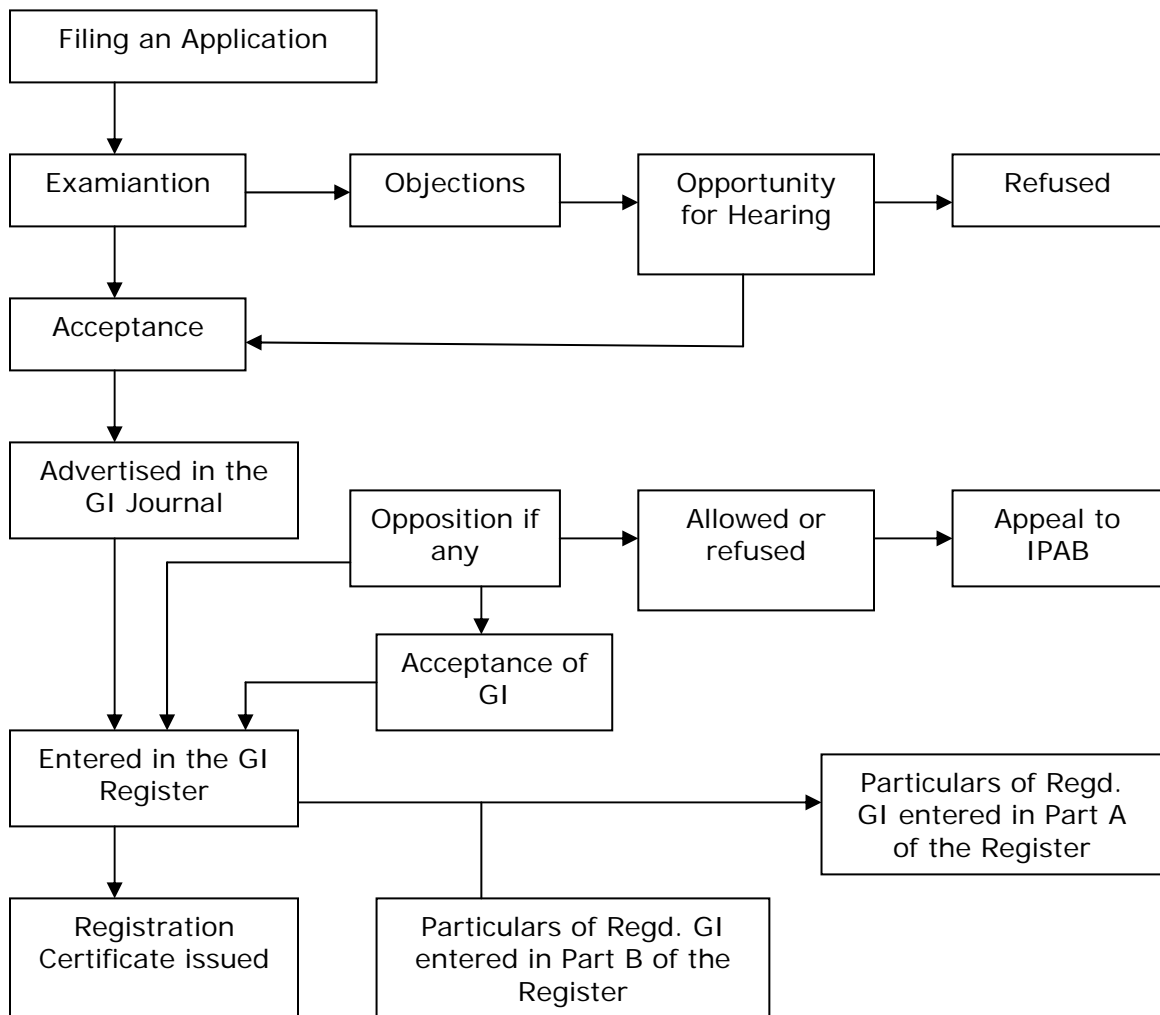 Filing an Application
Examiantion
Objections
Opportunity
for Hearing
Refused
Acceptance
Advertised in the
GI Journal
Opposition if
any
Allowed or
refused
Appeal to
IPAB
Acceptance of
GI
Entered in the GI
Register
Particulars of Regd.
GI entered in Part A
of the Register
Registration
Certificate issued
Particulars of Regd. GI
entered in Part B of the
Register